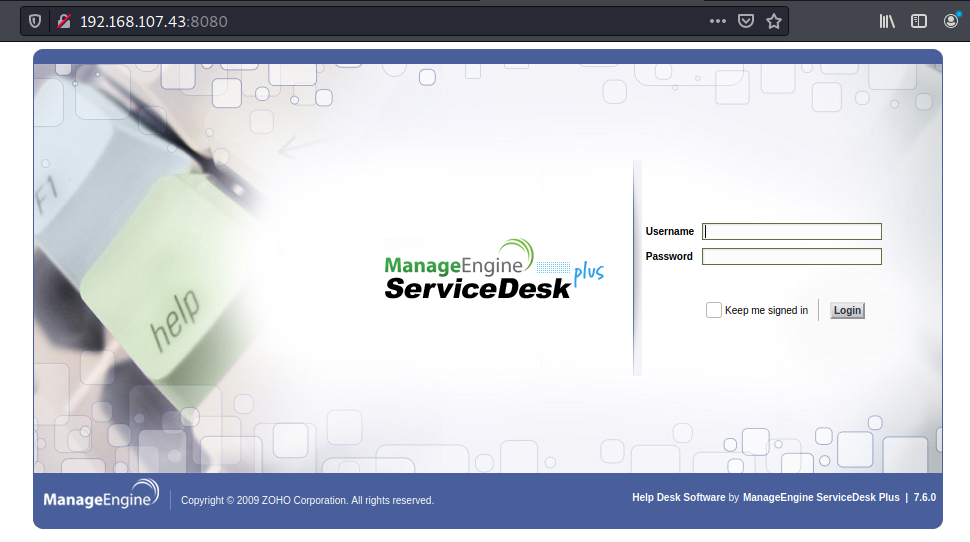 192.168.107.43:8080
F1
help
ManageEngine
ServiceDesk plus
Username
Password
Keep me signed in
Login
ManageEngine
Copyright © 2009 ZOHO Corporation. All rights reserved.
Help Desk Software by ManageEngine ServiceDesk Plus | 7.6.0